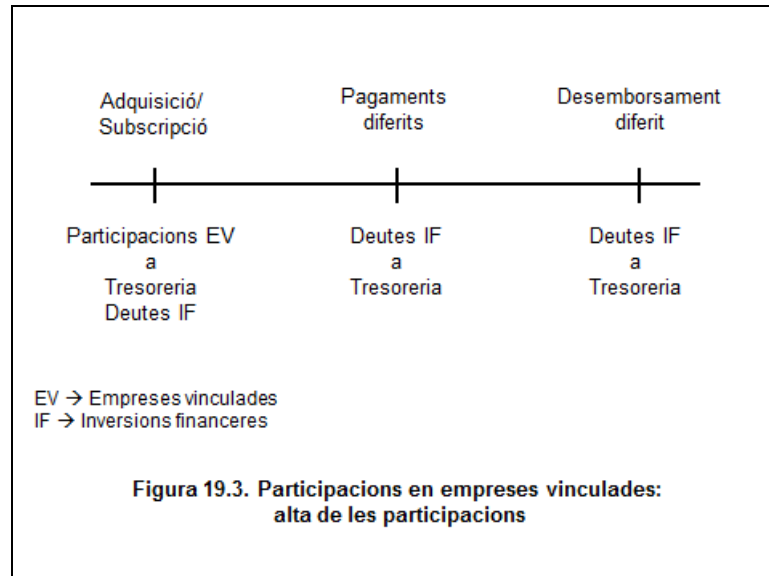 Adquisició/
Subscripció
Pagaments
diferits
Desemborsament
diferit
Participacions EV
a
Tresoreria
Deutes IF
Deutes IF
a
Tresoreria
Deutes IF
a
Tresoreria
EV → Empreses vinculades
IF → Inversions financeres
Figura 19.3. Participacions en empreses vinculades:
alta de les participacions